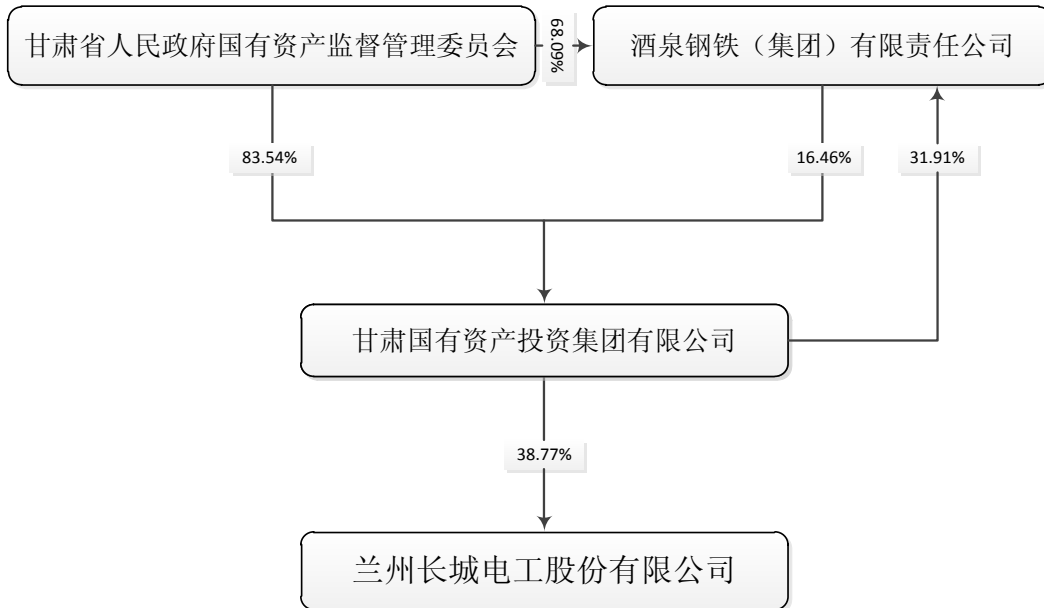 甘肃省人民政府国有资产监督管理委员会
68.09%
酒泉钢铁（集团）有限责任公司
83.54%
16.46%
31.91%
甘肃国有资产投资集团有限公司
38.77%
兰州长城电工股份有限公司